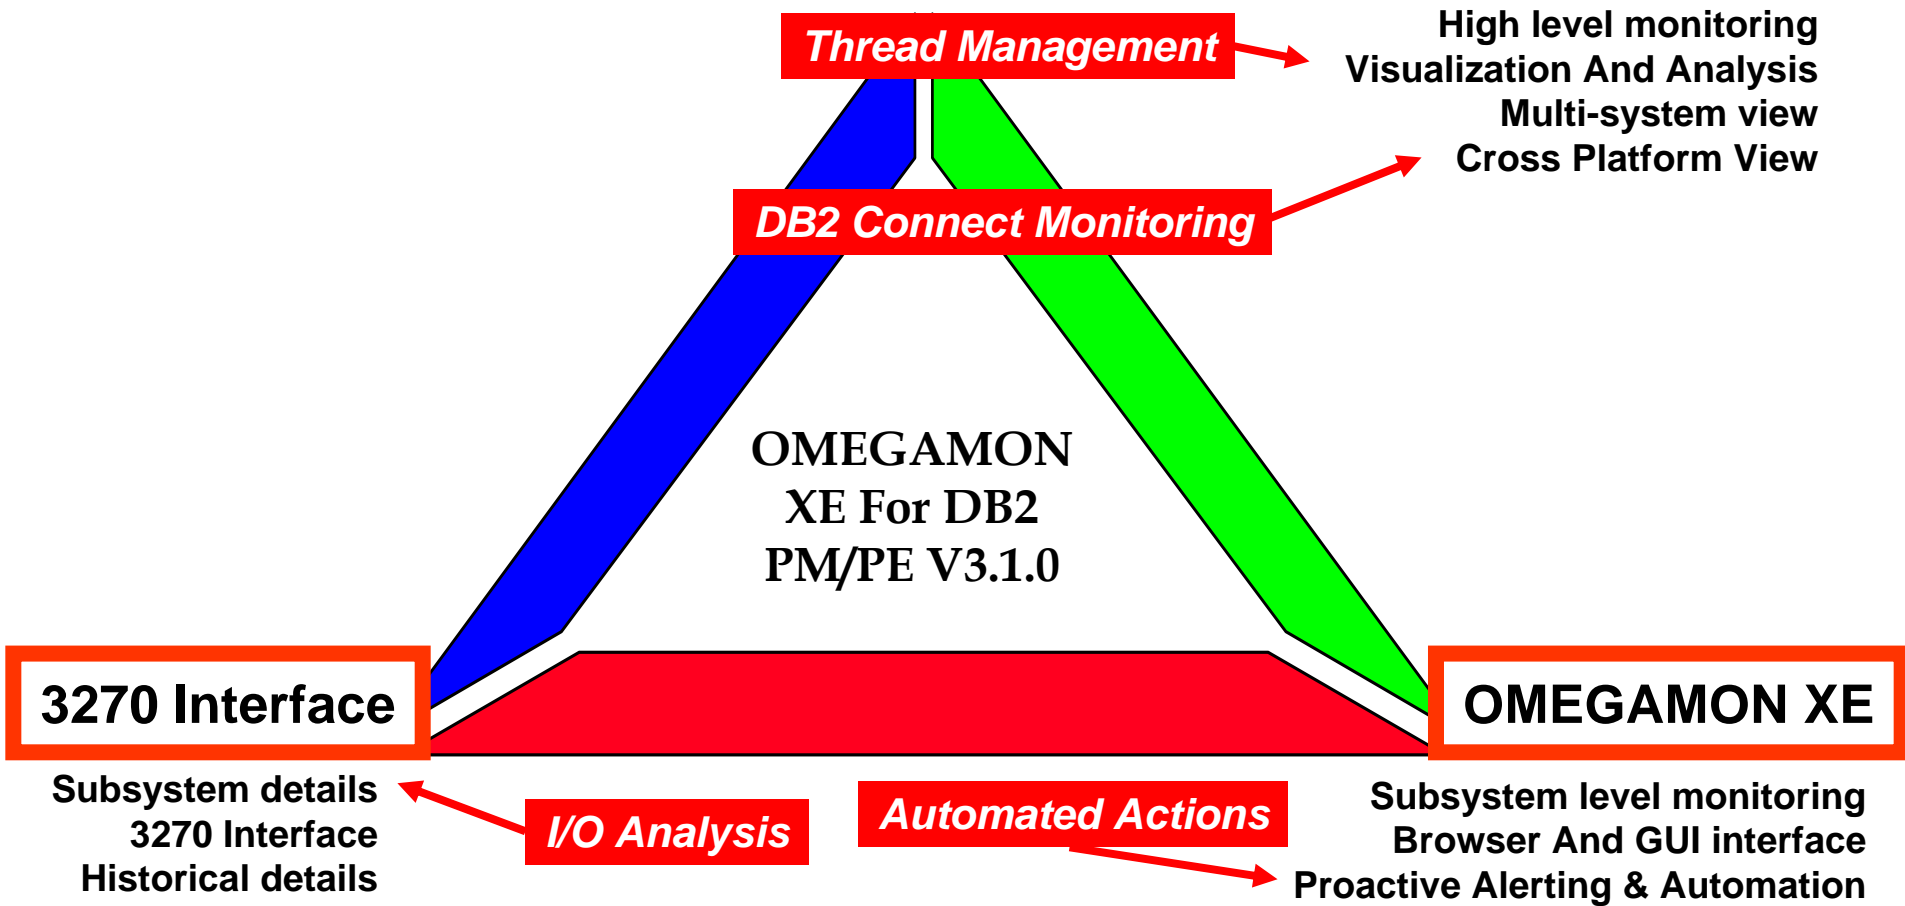 Thread Management
High level monitoring
Visualization And Analysis
Multi-system view
Cross Platform View
DB2 Connect Monitoring
OMEGAMON
XE For DB2
PM/PE V3.1.0
3270 Interface
OMEGAMON XE
Subsystem details
3270 Interface
Historical details
I/O Analysis
Automated Actions
Subsystem level monitoring
Browser And GUI interface
Proactive Alerting & Automation